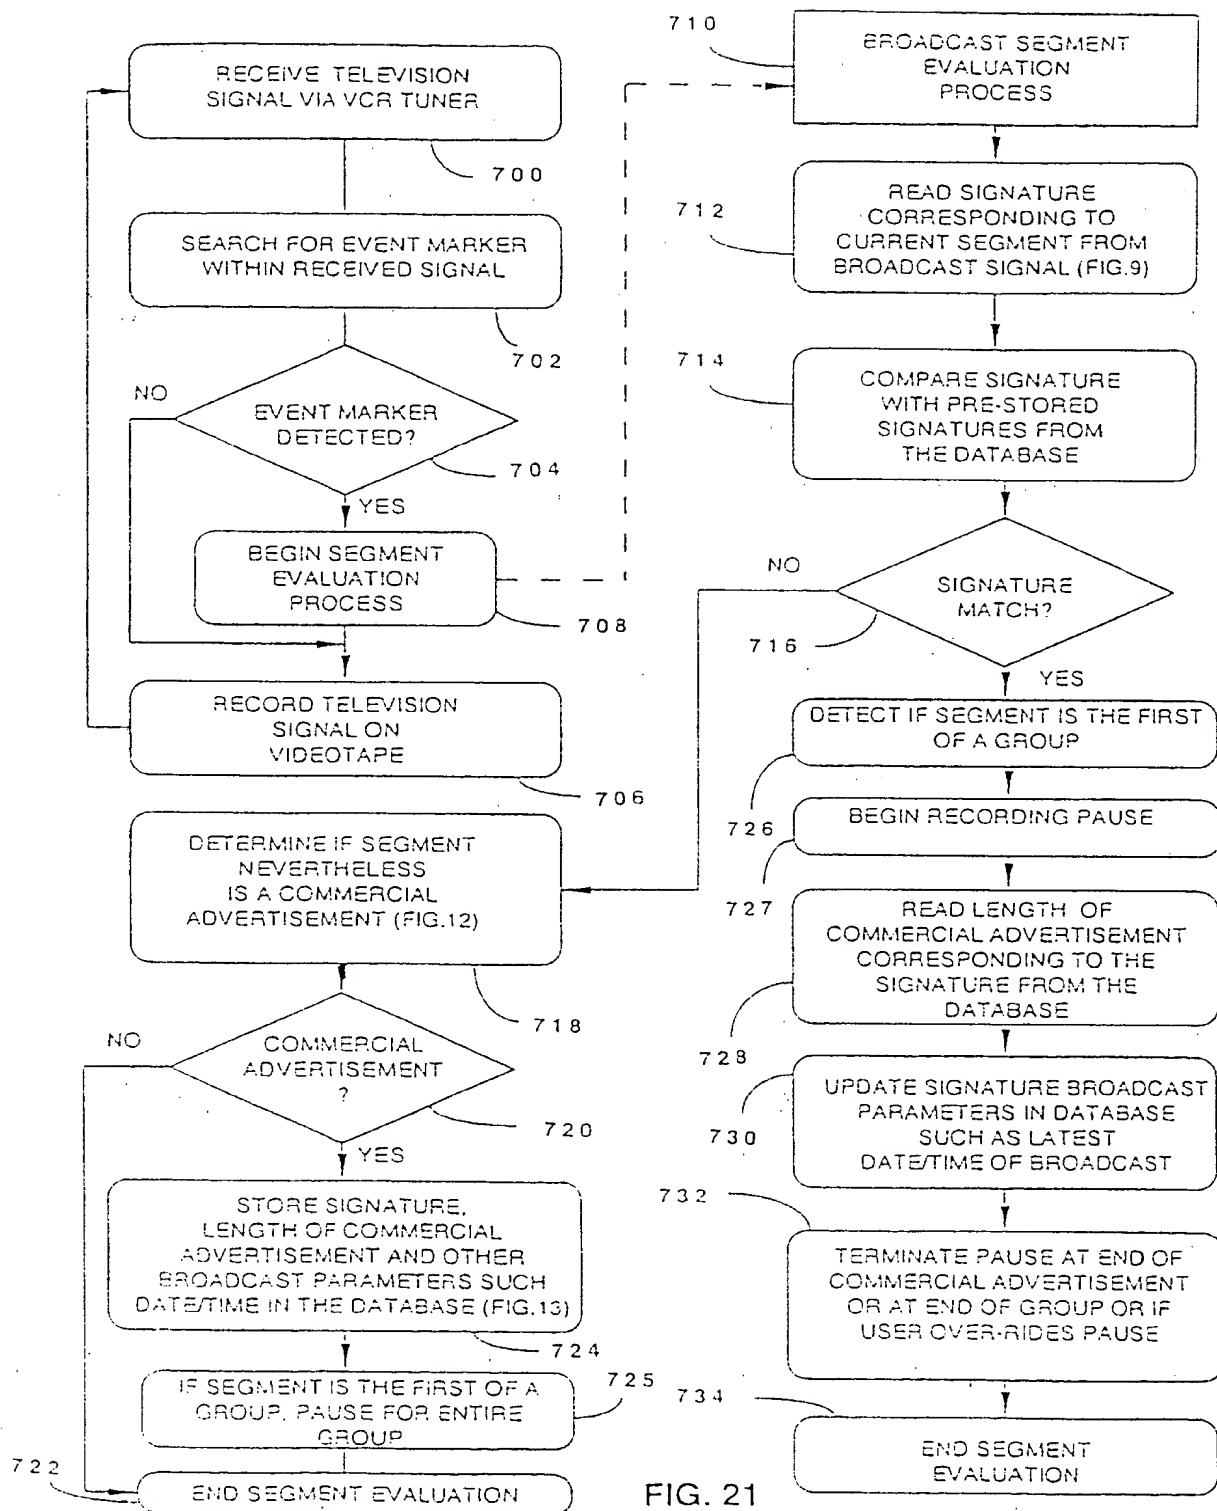 RECEIVE TELEVISION
SIGNAL VIA VCR TUNER
700
SEARCH FOR EVENT MARKER
WITHIN RECEIVED SIGNAL
702
NO
EVENT MARKER
DETECTED?
704
YES
BEGIN SEGMENT
EVALUATION
PROCESS
708
RECORD TELEVISION
SIGNAL ON
VIDEOTAPE
706
DETERMINE IF SEGMENT
NEVERTHELESS
IS A COMMERCIAL
ADVERTISEMENT (FIG.12)
718
NO
COMMERCIAL
ADVERTISEMENT
?
720
YES
STORE SIGNATURE,
LENGTH OF COMMERCIAL
ADVERTISEMENT AND OTHER
BROADCAST PARAMETERS SUCH
DATE/TIME IN THE DATABASE (FIG.13)
724
IF SEGMENT IS THE FIRST OF A
GROUP, PAUSE FOR ENTIRE
GROUP
725
722
END SEGMENT EVALUATION
710
BROADCAST SEGMENT
EVALUATION
PROCESS
712
READ SIGNATURE
CORRESPONDING TO
CURRENT SEGMENT FROM
BROADCAST SIGNAL (FIG.9)
714
COMPARE SIGNATURE
WITH PRE-STORED
SIGNATURES FROM
THE DATABASE
NO
SIGNATURE
MATCH?
716
YES
DETECT IF SEGMENT IS THE FIRST
OF A GROUP
726
BEGIN RECORDING PAUSE
727
READ LENGTH OF
COMMERCIAL ADVERTISEMENT
CORRESPONDING TO THE
SIGNATURE FROM THE
DATABASE
728
UPDATE SIGNATURE BROADCAST
PARAMETERS IN DATABASE
SUCH AS LATEST
DATE/TIME OF BROADCAST
730
732
TERMINATE PAUSE AT END OF
COMMERCIAL ADVERTISEMENT
OR AT END OF GROUP OR IF
USER OVER-RIDES PAUSE
734
END SEGMENT
EVALUATION
FIG. 21